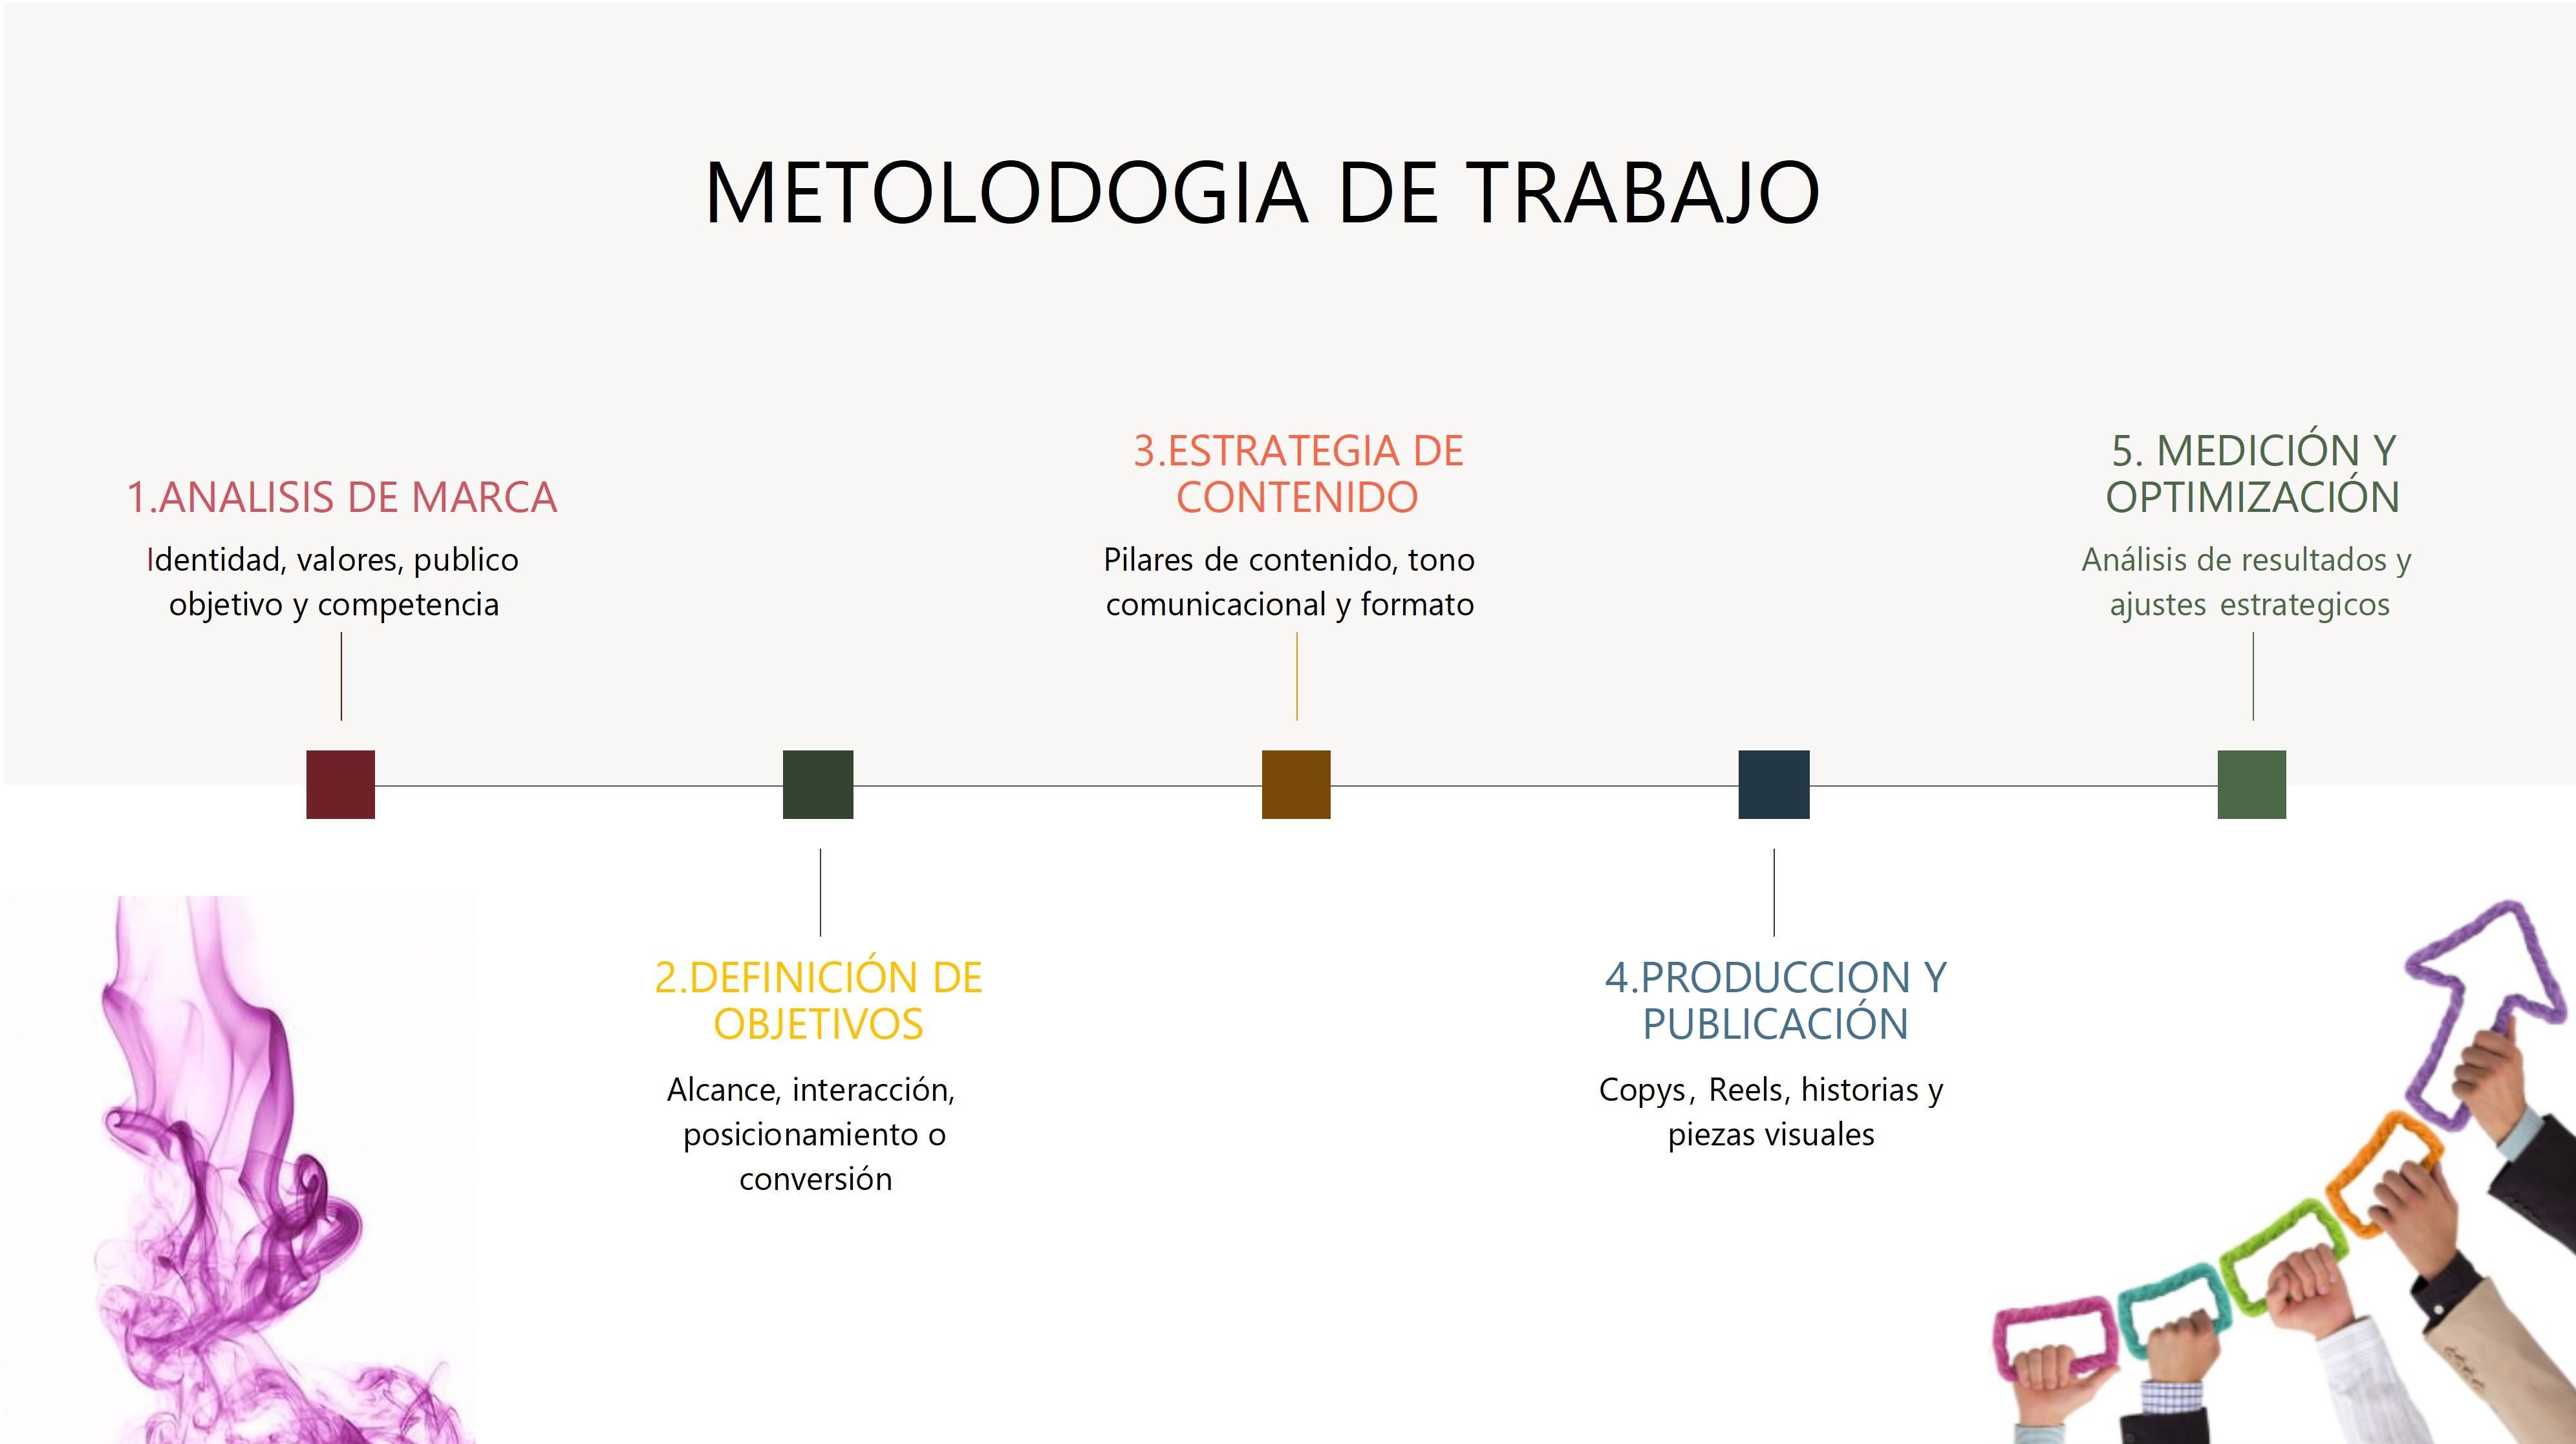 METOLODOGIA DE TRABAJO
1.ANALISIS DE MARCA
Identidad, valores, publico
objetivo y competencia
2.DEFINICIÓN DE
OBJETIVOS
Alcance, interacción,
posicionamiento o
conversión
3.ESTRATEGIA DE
CONTENIDO
Pilares de contenido, tono
comunicacional y formato
4.PRODUCCION Y
PUBLICACIÓN
Copys, Reels, historias y
piezas visuales
5. MEDICIÓN Y
OPTIMIZACIÓN
Análisis de resultados y
ajustes estrategicos